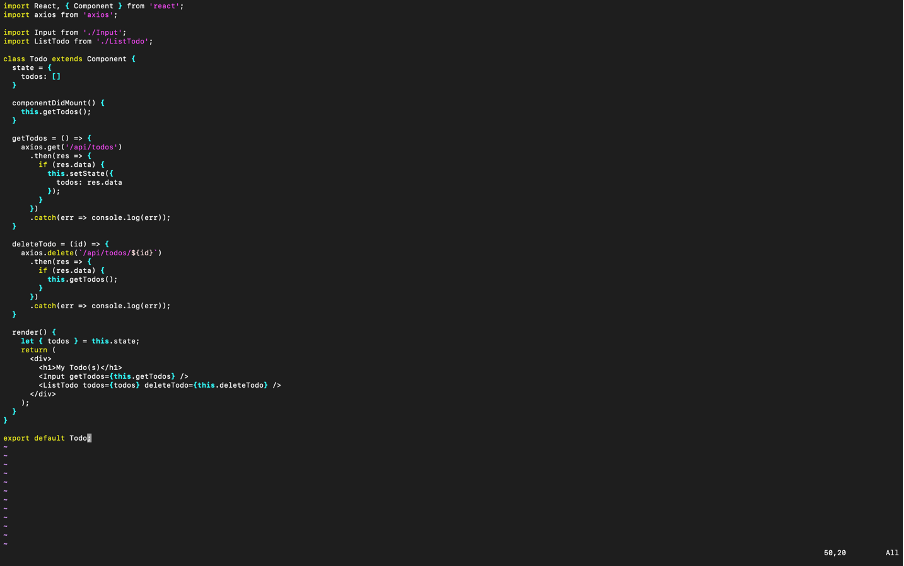 import React, { Component } from 'react';
import axios from 'axios';

import Input from './Input';
import ListTodo from './ListTodo';

class Todo extends Component {
  state = {
    todos: []
  }

  componentDidMount() {
    this.getTodos();
  }

  getTodos = () => {
    axios.get('/api/todos')
      .then(res => {
        if (res.data) {
          this.setState({
            todos: res.data
          });
        }
      })
      .catch(err => console.log(err));
  }

  deleteTodo = (id) => {
    axios.delete(`/api/todos/${id}`)
      .then(res => {
        if (res.data) {
          this.getTodos();
        }
      })
      .catch(err => console.log(err));
  }

  render() {
    let { todos } = this.state;
    return (
      <div>
        <h1>My Todo(s)</h1>
        <Input getTodos={this.getTodos} />
        <ListTodo todos={todos} deleteTodo={this.deleteTodo} />
      </div>
    );
  }
}

export default Todo;
~
~
~
~
~
~
~
~
~
~
~
~
50,20 All